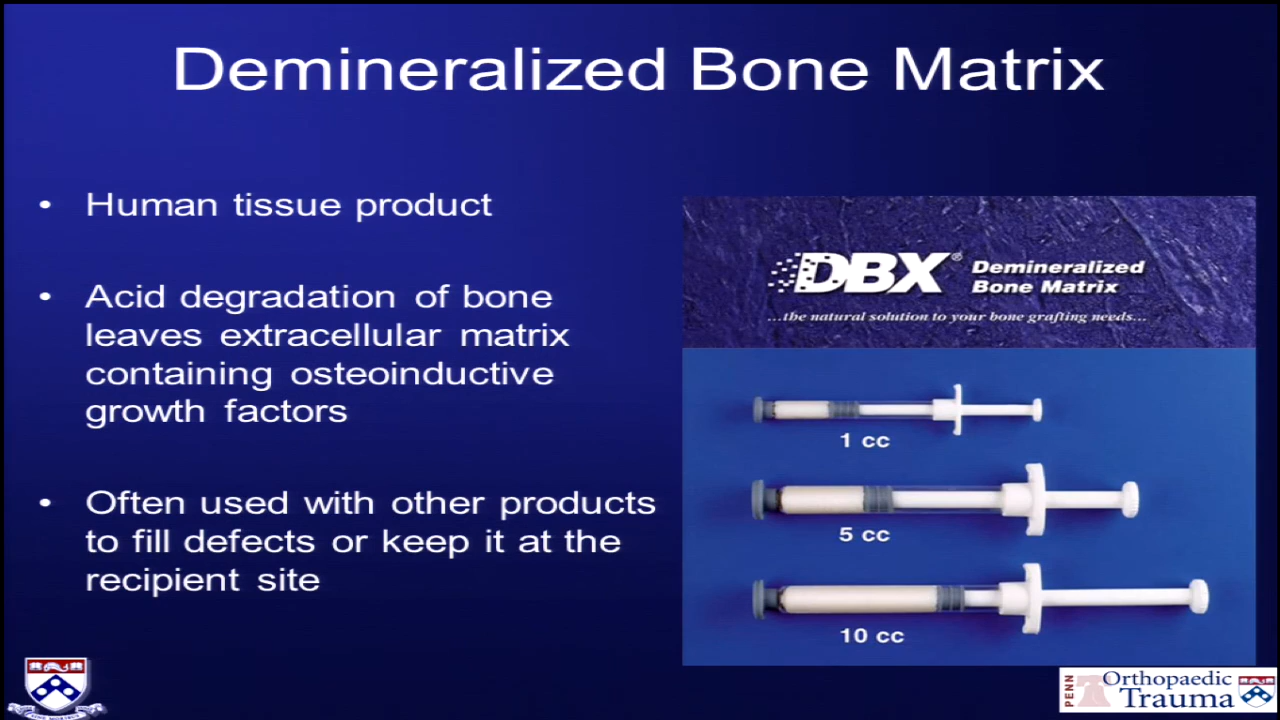 Demineralized Bone Matrix
• Human tissue product
• Acid degradation of bone
leaves extracellular matrix
containing osteoinductive
growth factors
• Often used with other products
to fill defects or keep it at the
recipient site
DBX® Demineralized
Bone Matrix
...the natural solution to your bone grafting needs...
1 cc
5 cc
10 cc
PENN
Orthopaedic
Trauma